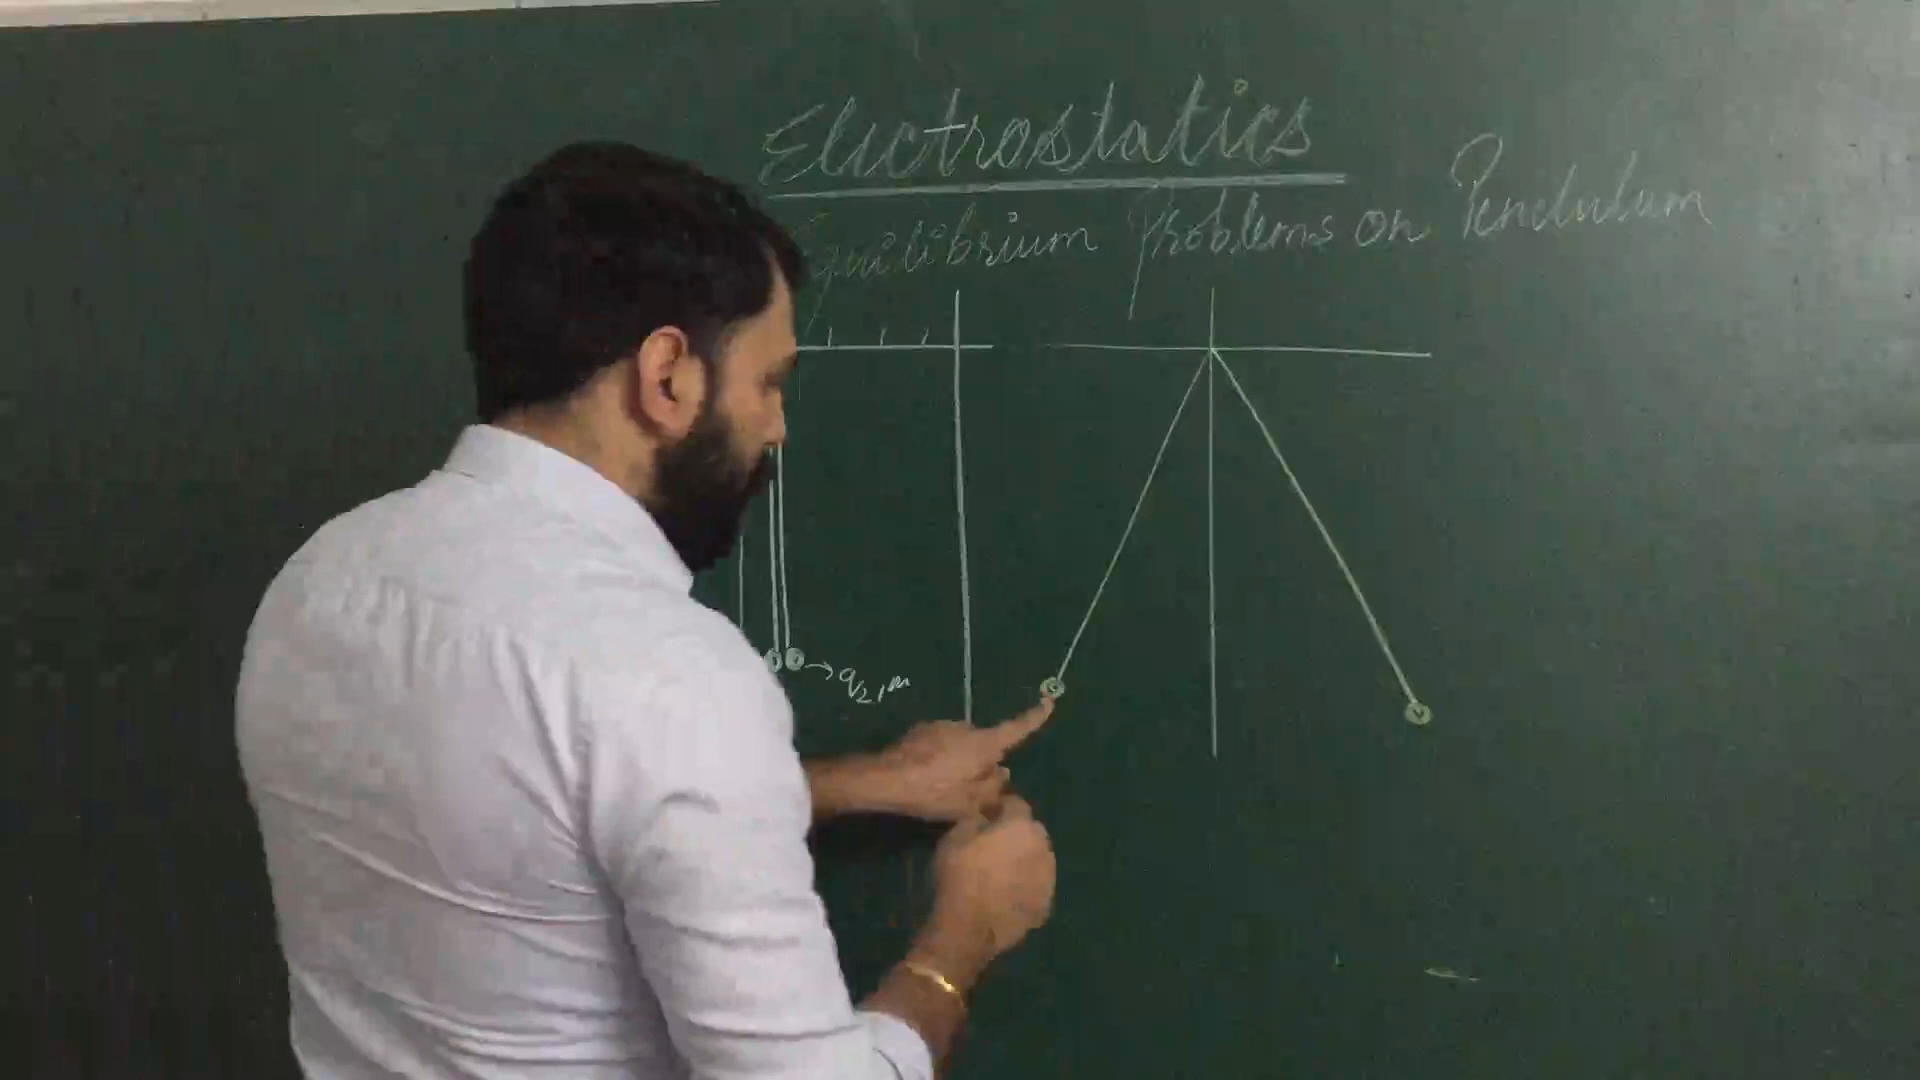 Electrostatics
Equilibrium Problems on Pendulum
q₂, m